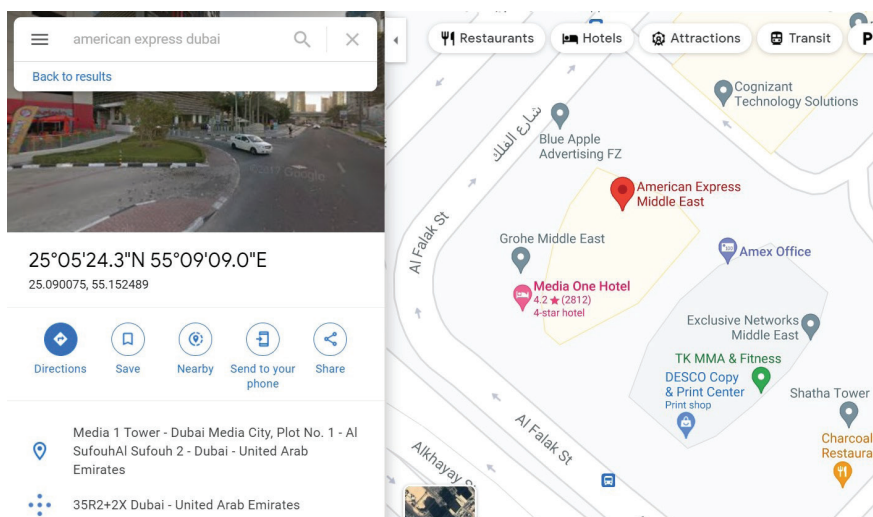 american express dubai
Back to results
©2017 Google
25°05'24.3"N 55°09'09.0"E
25.090075, 55.152489
Directions
Save
Nearby
Send to your
phone
Share
Media 1 Tower - Dubai Media City, Plot No. 1 - Al
SufouhAl Sufouh 2 - Dubai - United Arab
Emirates
35R2+2X Dubai - United Arab Emirates
Restaurants
Hotels
Attractions
Transit
P
Cognizant
Technology Solutions
شارع الفلك
Blue Apple
Advertising FZ
American Express
Middle East
Al Falak St
Grohe Middle East
Amex Office
Media One Hotel
4.2 ★ (2812)
4-star hotel
Exclusive Networks
Middle East
TK MMA & Fitness
DESCO Copy
& Print Center
Print shop
Shatha Tower
Al Falak St
Charcoal
Restaura
Alkhayay S